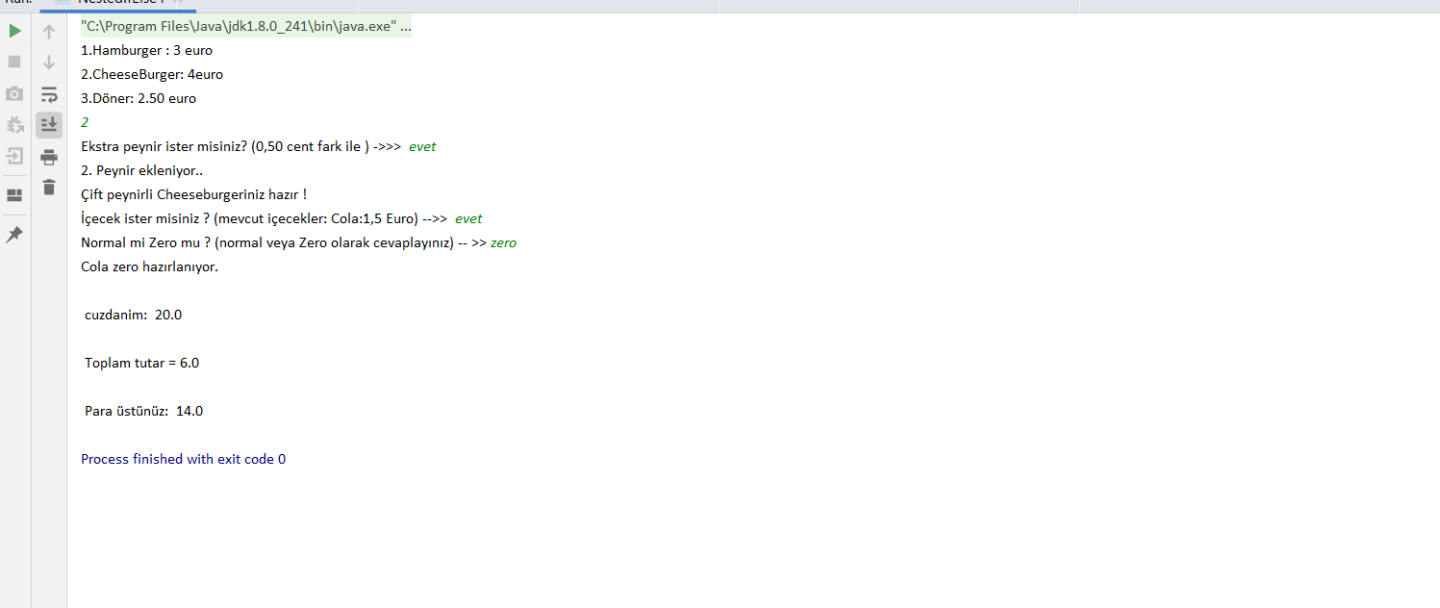 "C:\Program Files\Java\jdk1.8.0_241\bin\java.exe" ...
1.Hamburger : 3 euro
2.CheeseBurger: 4euro
3.Döner: 2.50 euro
2
Ekstra peynir ister misiniz? (0,50 cent fark ile ) ->>> evet
2. Peynir ekleniyor..
Çift peynirli Cheeseburgeriniz hazır !
İçecek ister misiniz ? (mevcut içecekler: Cola:1,5 Euro) -->> evet
Normal mi Zero mu ? (normal veya Zero olarak cevaplayınız) -- >> zero
Cola zero hazırlanıyor.
cuzdanim: 20.0
Toplam tutar = 6.0
Para üstünüz: 14.0
Process finished with exit code 0